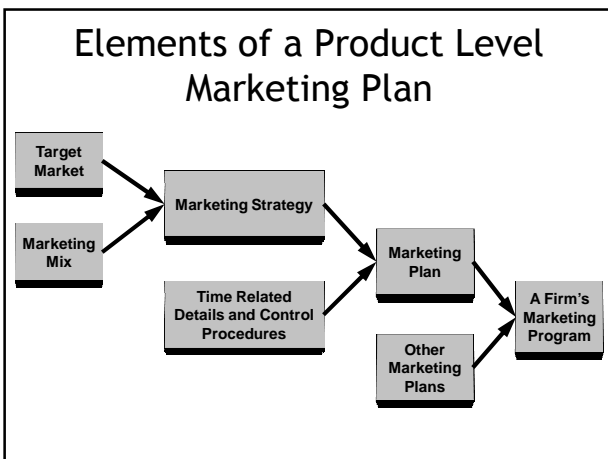 Elements of a Product Level
Marketing Plan
Target
Market
Marketing
Mix
Marketing Strategy
Time Related
Details and Control
Procedures
Marketing
Plan
Other
Marketing
Plans
A Firm's
Marketing
Program